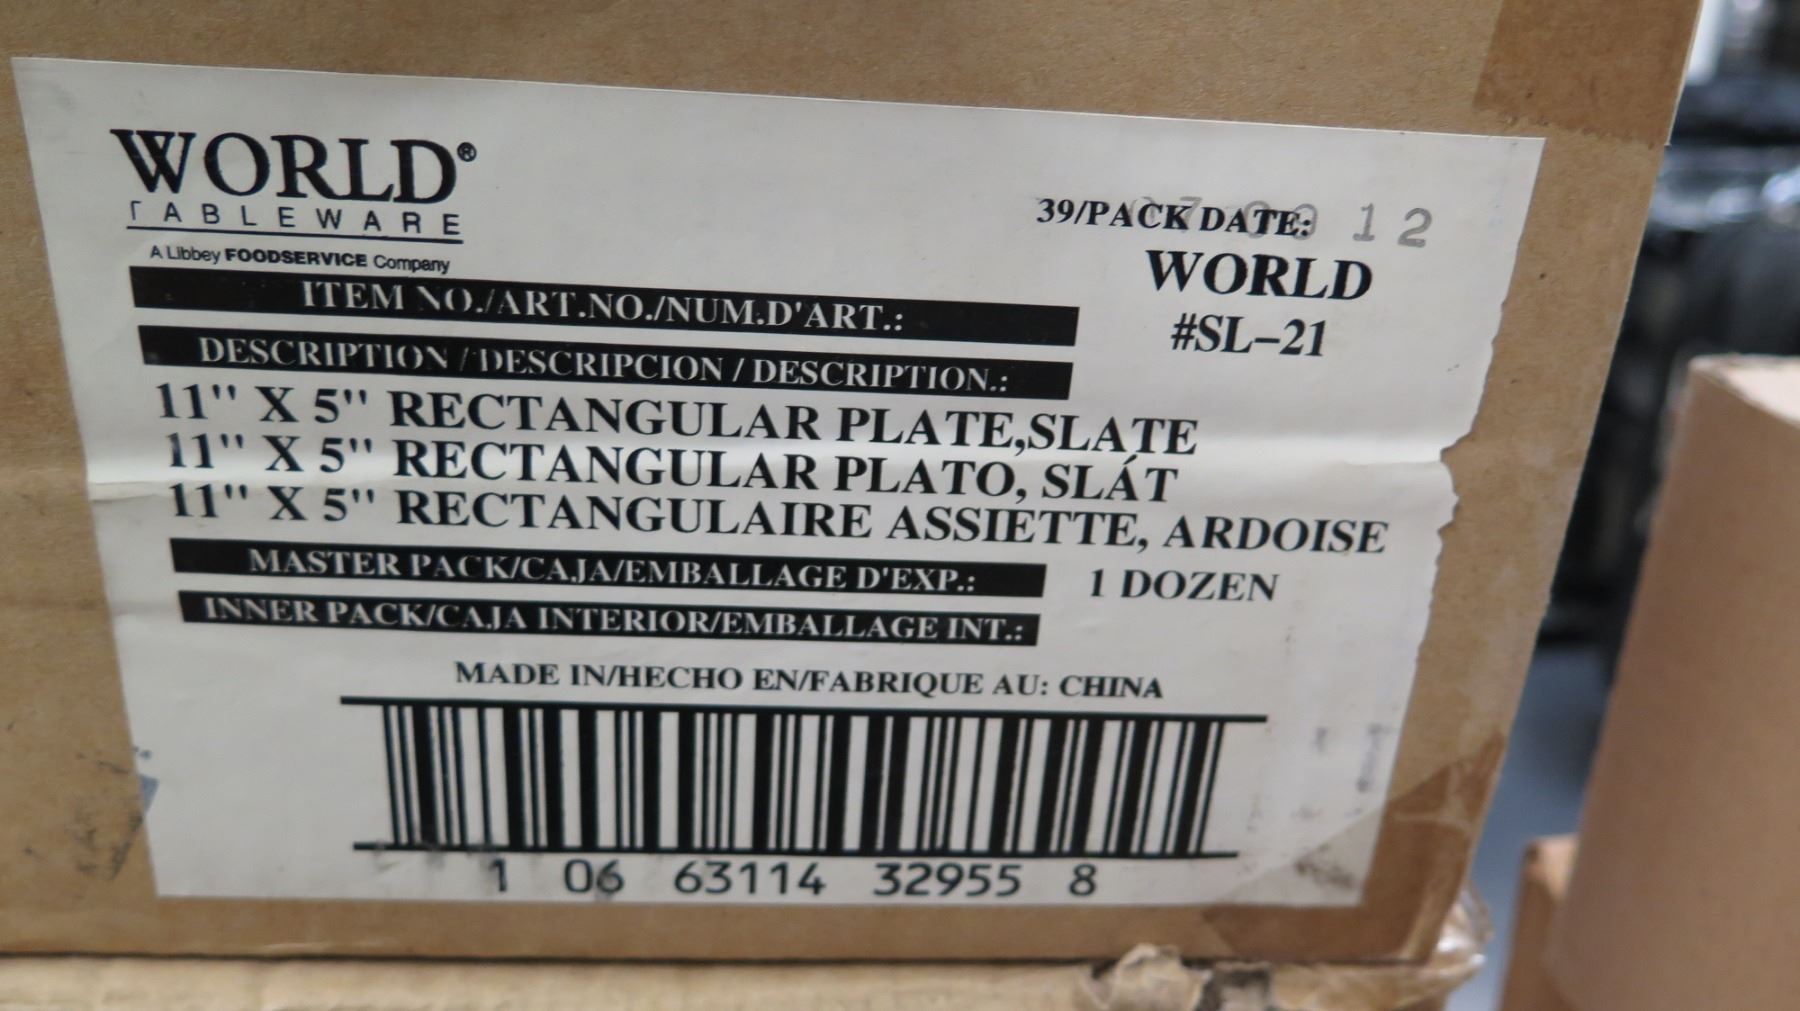 WORLD®
TABLEWARE
A Libbey FOODSERVICE Company
39/PACK DATE: 12
WORLD
#SL-21
ITEM NO./ART.NO./NUM.D'ART.:
DESCRIPTION / DESCRIPCION / DESCRIPTION.:
11" X 5" RECTANGULAR PLATE,SLATE
11" X 5" RECTANGULAR PLATO, SLÁT
11" X 5" RECTANGULAIRE ASSIETTE, ARDOISE
MASTER PACK/CAJA/EMBALLAGE D'EXP.: 1 DOZEN
INNER PACK/CAJA INTERIOR/EMBALLAGE INT.:
MADE IN/HECHO EN/FABRIQUE AU: CHINA
1 06 63114 32955 8